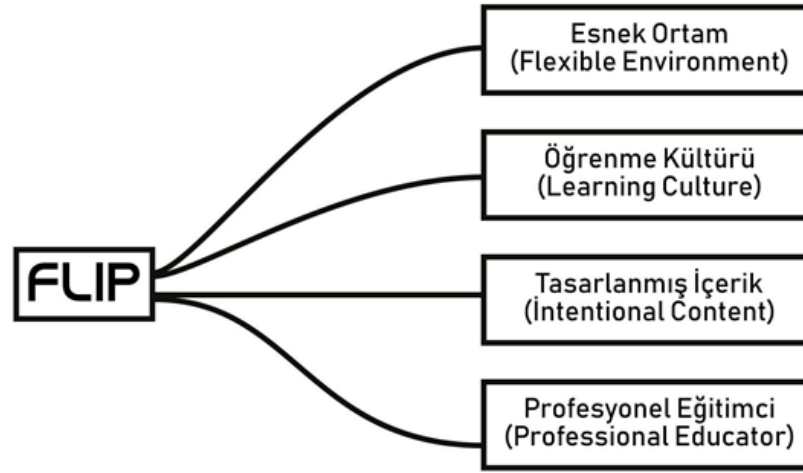 Esnek Ortam
(Flexible Environment)
Öğrenme Kültürü
(Learning Culture)
FLIP
Tasarlanmış İçerik
(İntentional Content)
Profesyonel Eğitimci
(Professional Educator)